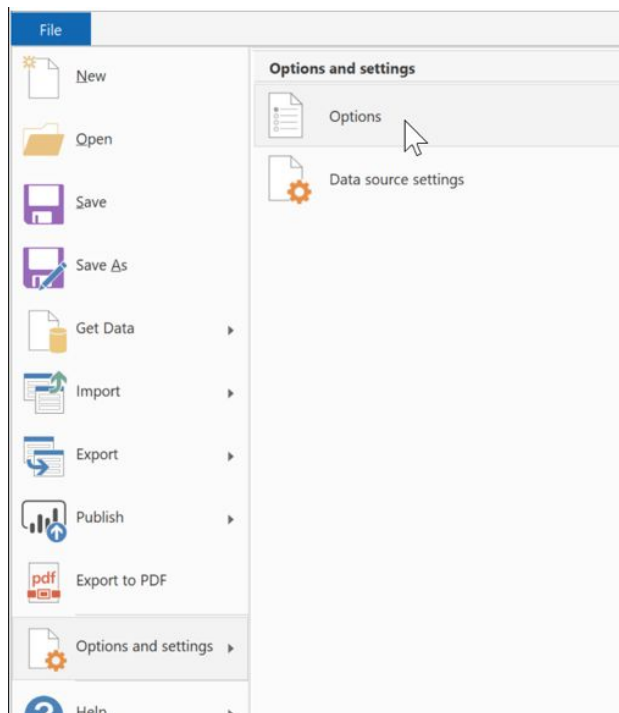 File
New
Open
Save
Save As
Get Data
Import
Export
Publish
pdf
Export to PDF
Options and settings
?
Help
Options and settings
Options
Data source settings